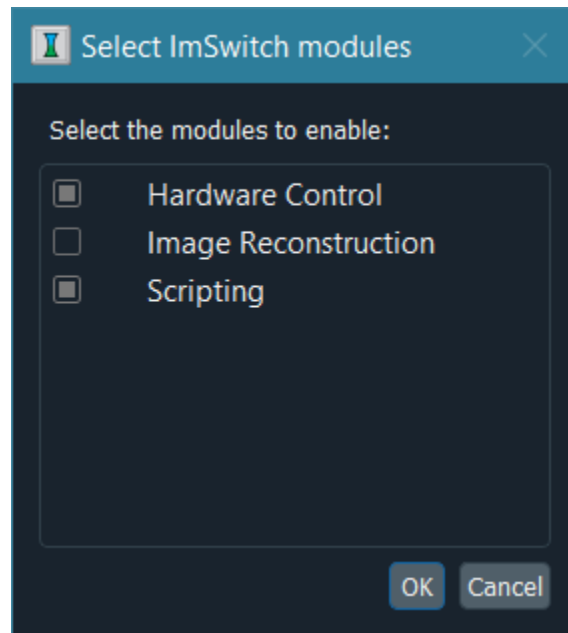 Select ImSwitch modules
Select the modules to enable:
Hardware Control
Image Reconstruction
Scripting
OK Cancel